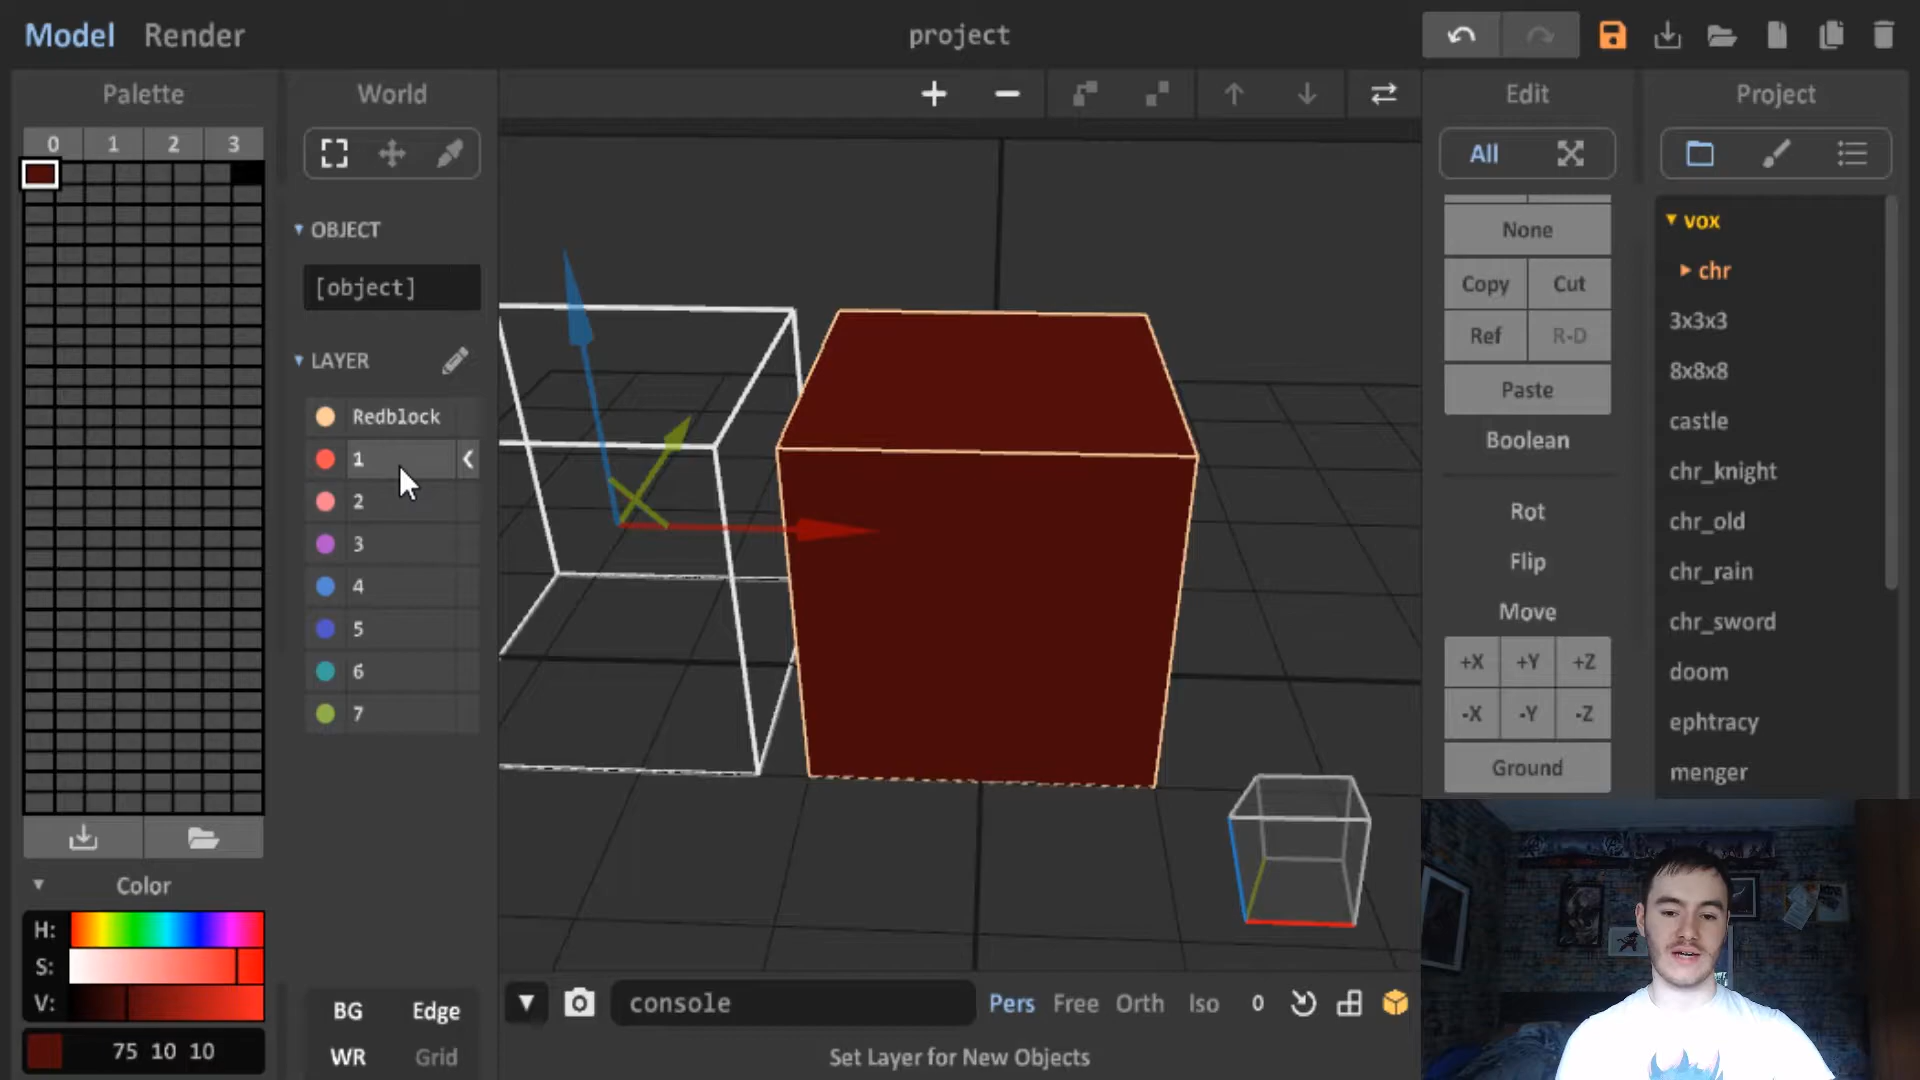 Model Render
project
Palette
0 1 2 3
Color
H:
S:
V:
75 10 10
World
OBJECT
[object]
LAYER
Redblock
1
2
3
4
5
6
7
BG Edge
WR Grid
console
Pers Free Orth Iso 0
Set Layer for New Objects
Edit
All
None
Copy Cut
Ref R-D
Paste
Boolean
Rot
Flip
Move
+X +Y +Z
-X -Y -Z
Ground
Project
vox
chr
3x3x3
8x8x8
castle
chr_knight
chr_old
chr_rain
chr_sword
doom
ephtracy
menger